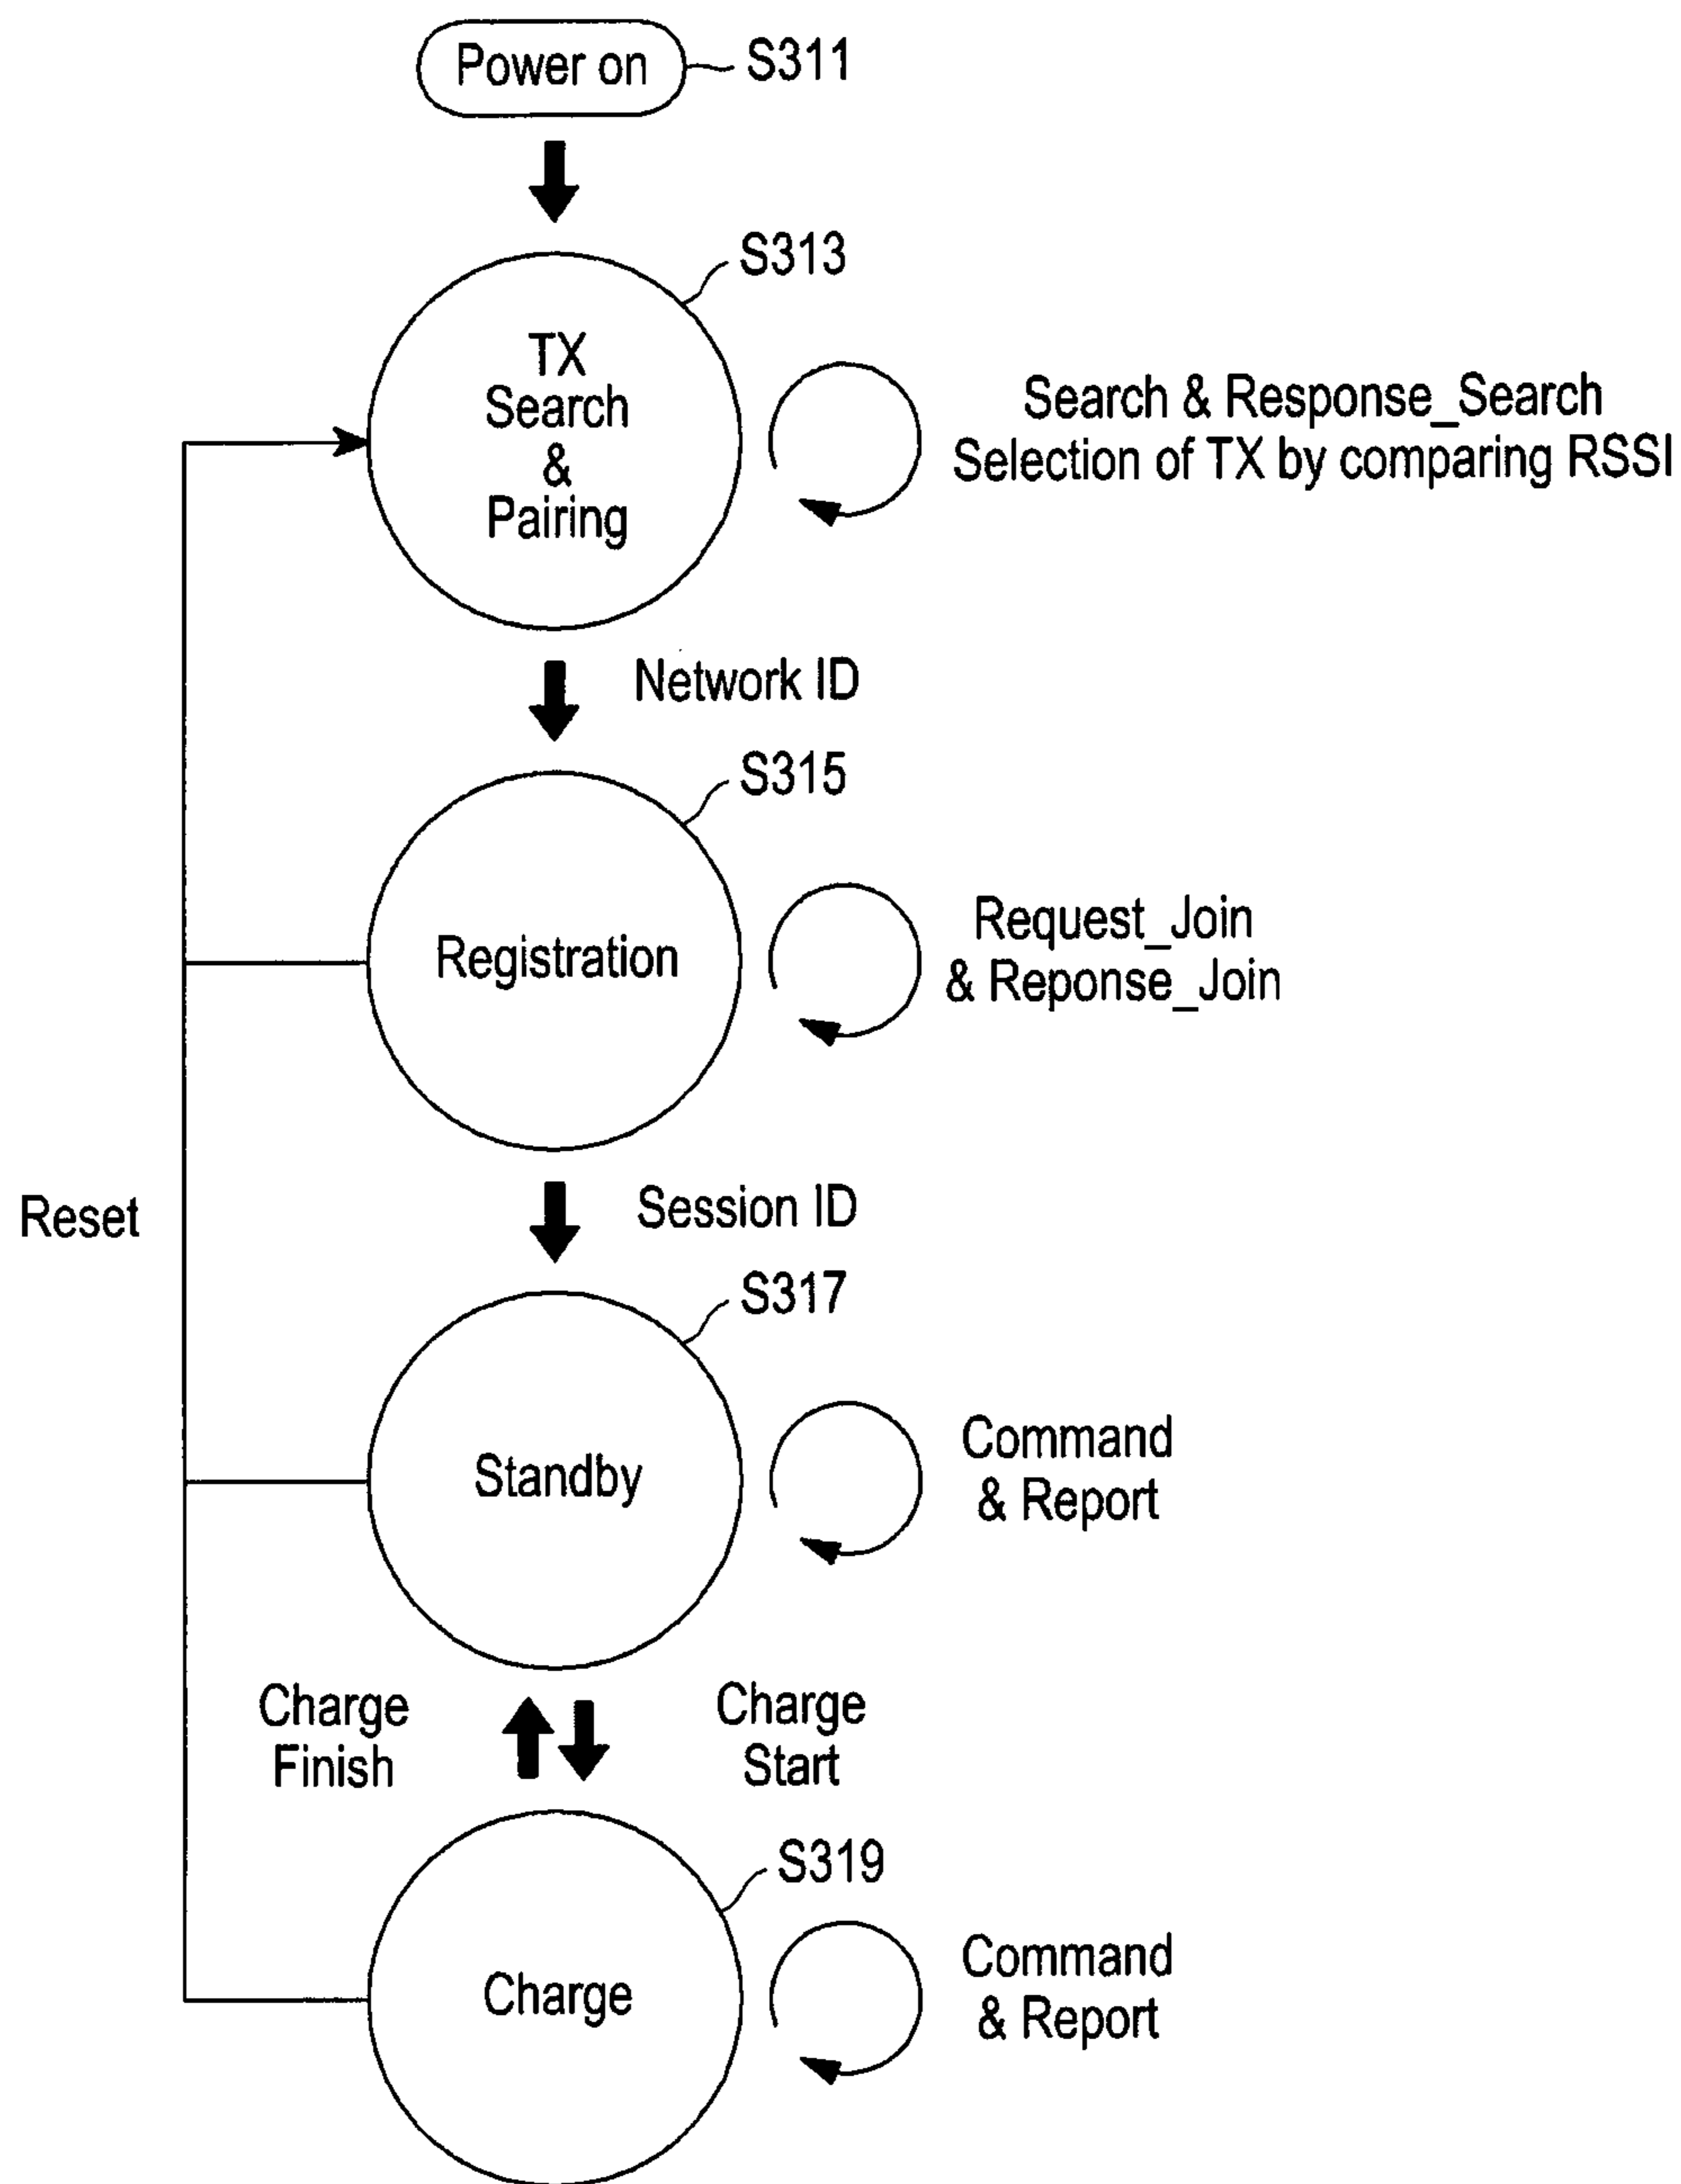 Power on
S311
S313
TX
Search
&
Pairing
Search & Response_Search
Selection of TX by comparing RSSI
Network ID
S315
Registration
Request_Join
& Reponse_Join
Reset
Session ID
S317
Standby
Command
& Report
Charge
Finish
Charge
Start
S319
Charge
Command
& Report